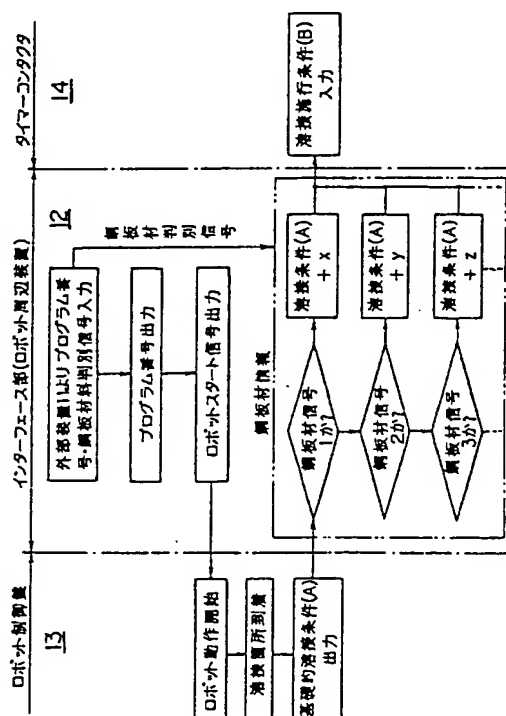 ロボット制御盤
13
インターフェース部(ロボット周辺装置)
12
タイマーコンタクタ
14
外部装置11よりプログラム番
号・鋼板材料判別信号入力
プログラム番号出力
ロボットスタート信号出力
鋼板材判別信号
ロボット動作開始
溶接箇所到着
基礎的溶接条件(A)
出力
鋼板材情報
鋼板材信号
1か?
溶接条件(A)
+ x
鋼板材信号
2か?
溶接条件(A)
+ y
鋼板材信号
3か?
溶接条件(A)
+ z
溶接施行条件(B)
入力